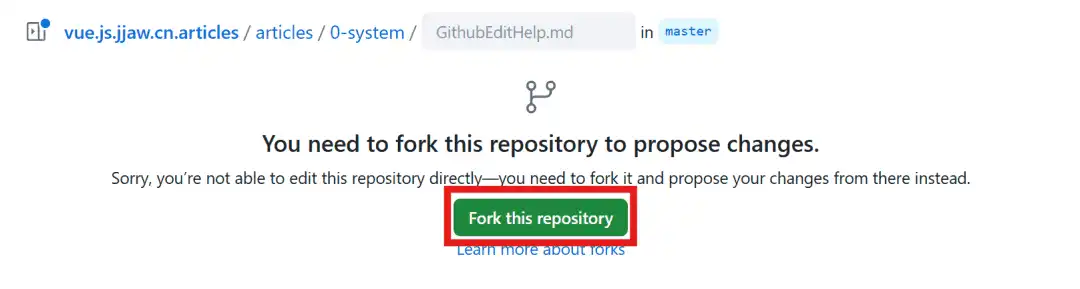 vue.js.jjaw.cn.articles / articles / 0-system / GithubEditHelp.md in master
You need to fork this repository to propose changes.
Sorry, you’re not able to edit this repository directly—you need to fork it and propose your changes from there instead.
Fork this repository
Learn more about forks